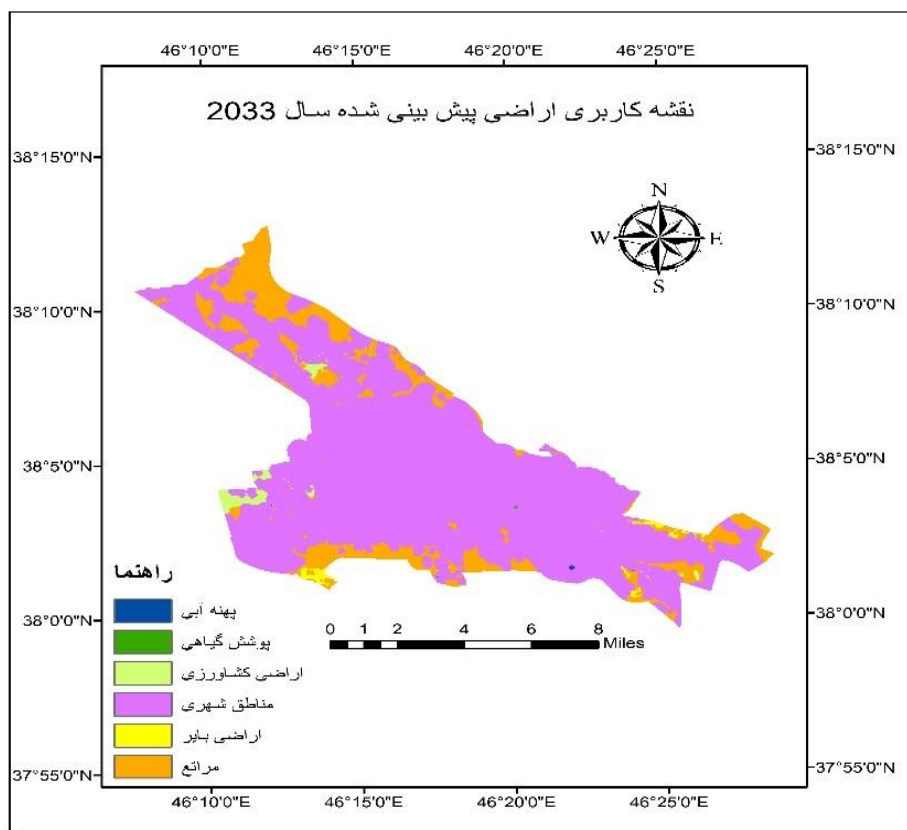 46°10'0"E 46°15'0"E 46°20'0"E 46°25'0"E
نقشه کاربری اراضی پیش بینی شده سال 2033
38°15'0"N 38°15'0"N
N
W E
S
38°10'0"N 38°10'0"N
38°5'0"N 38°5'0"N
راهنما
پهنه آبی
38°0'0"N 38°0'0"N
پوشش گیاهی
0 1 2 4 6 8
Miles
اراضی کشاورزی
مناطق شهری
اراضی بایر
مراتع
37°55'0"N 37°55'0"N
46°10'0"E 46°15'0"E 46°20'0"E 46°25'0"E